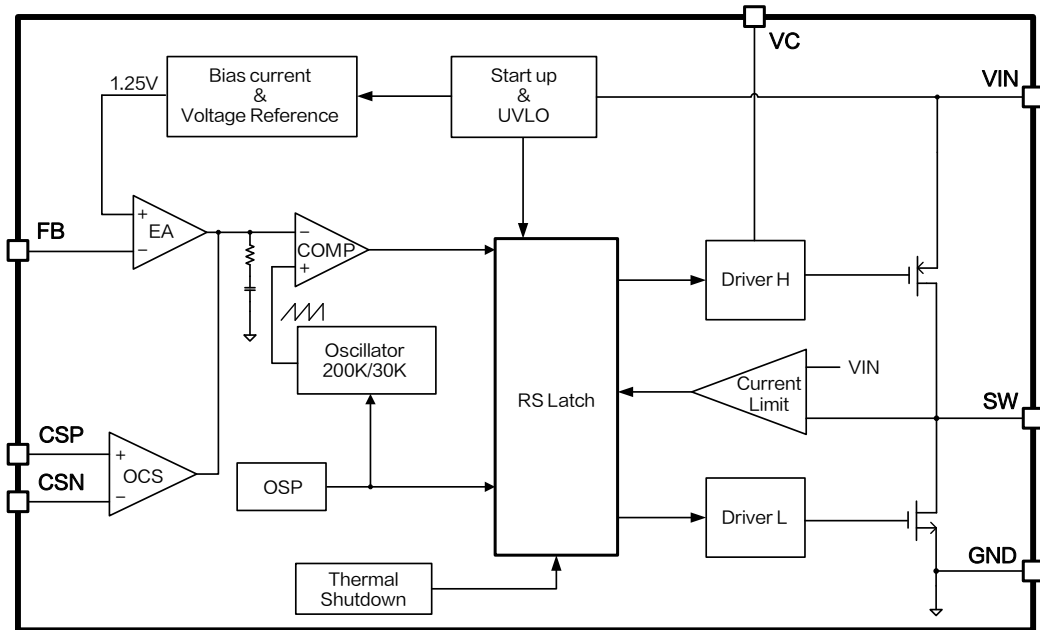 VC
1.25V
Bias current
&
Voltage Reference
Start up
&
UVLO
VIN
+
EA
−
FB
−
COMP
+
Driver H
Oscillator
200K/30K
RS Latch
Current
Limit
VIN
SW
CSP
CSN
+
OCS
−
OSP
Driver L
GND
Thermal
Shutdown